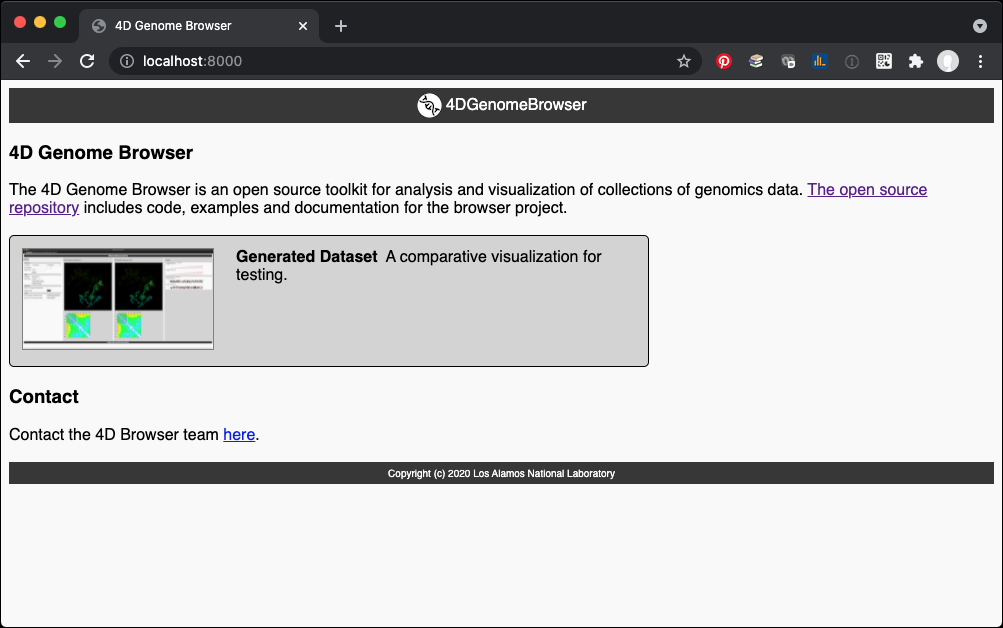 4D Genome Browser
localhost:8000
4DGenomeBrowser
4D Genome Browser
The 4D Genome Browser is an open source toolkit for analysis and visualization of collections of genomics data. The open source
repository includes code, examples and documentation for the browser project.
Generated Dataset A comparative visualization for
testing.
Contact
Contact the 4D Browser team here.
Copyright (c) 2020 Los Alamos National Laboratory